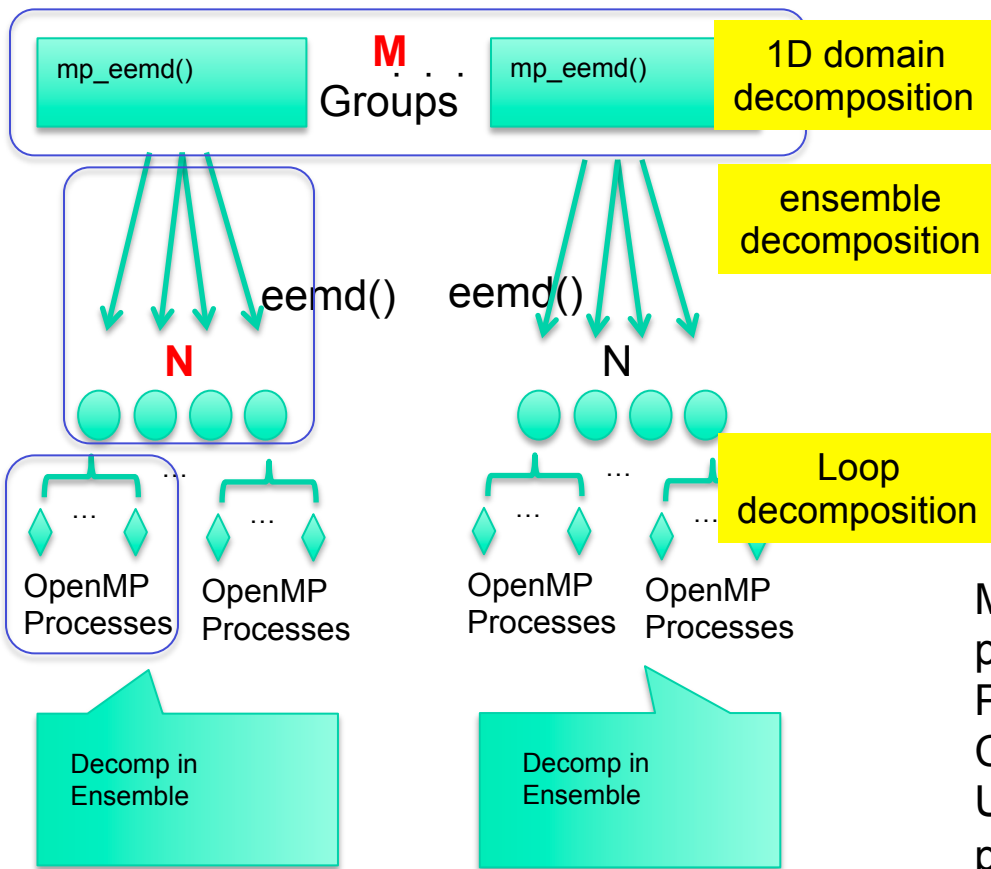 mp_eemd()
M
. . .
Groups
mp_eemd()
1D domain
decomposition
ensemble
decomposition
eemd()
eemd()
N
N
...
...
Loop
decomposition
...
...
...
...
OpenMP
Processes
OpenMP
Processes
OpenMP
Processes
OpenMP
Processes
Decomp in
Ensemble
Decomp in
Ensemble